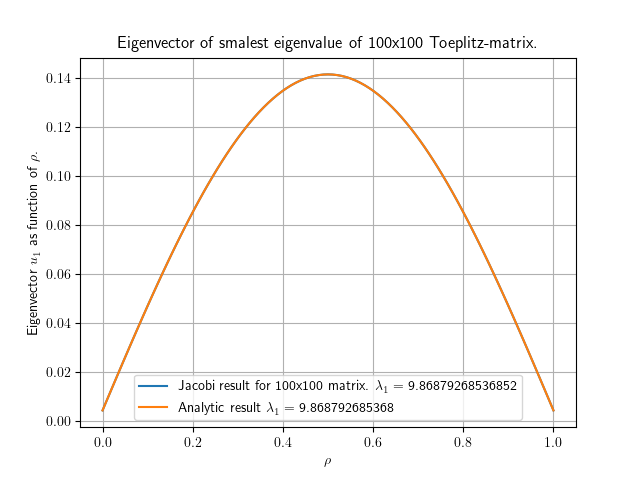 Eigenvector of smalest eigenvalue of 100x100 Toeplitz-matrix.
Eigenvector u₁ as function of ρ.
0.14
0.12
0.10
0.08
0.06
0.04
0.02
0.00
Jacobi result for 100x100 matrix. λ₁ = 9.86879268536852
Analytic result λ₁ = 9.868792685368
0.0 0.2 0.4 0.6 0.8 1.0
ρ